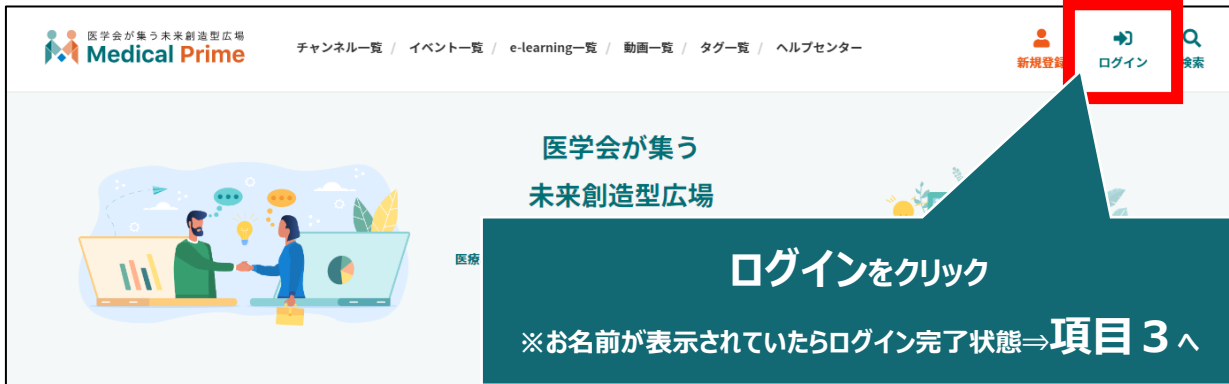 医学会が集う未来創造型広場
Medical Prime
チャンネル一覧 / イベント一覧 / e-learning一覧 / 動画一覧 / タグ一覧 / ヘルプセンター
新規登録
ログイン
検索
医学会が集う
未来創造型広場
医療
ログインをクリック
※お名前が表示されていたらログイン完了状態⇒項目３へ